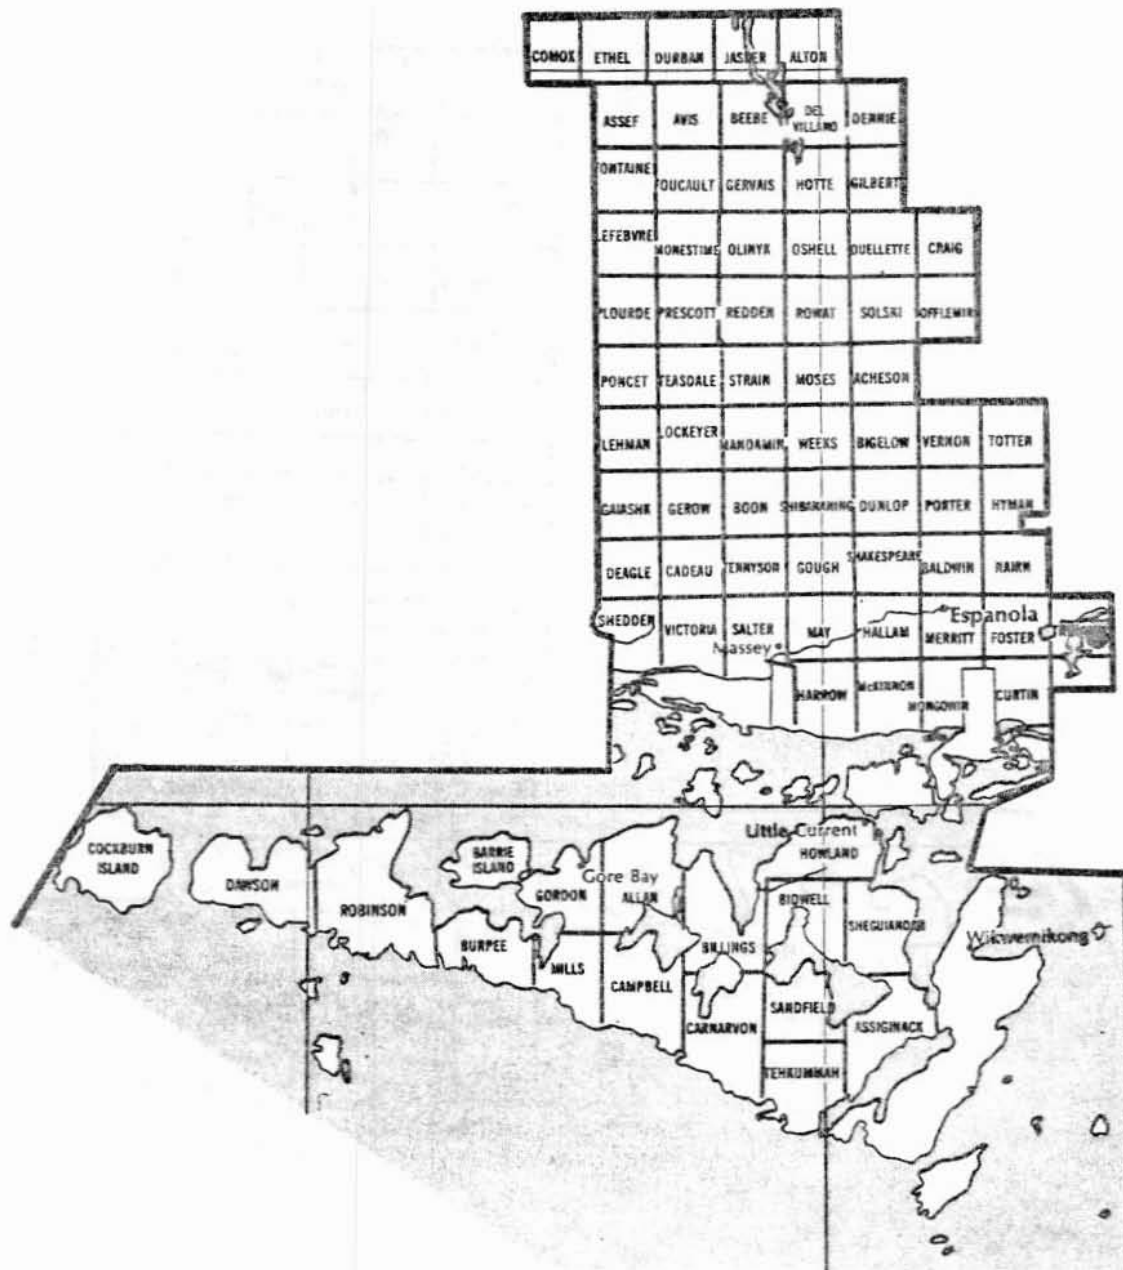 COMOX ETHEL DURBAN JASPER ALTON
ASSEF AVIS BEEBE DEL VILLANO DENNIE
FONTAINE FOUCAULT GERVAIS HOTTE GILBERT
LEFEBVRE MONESTIME OLINYK OSHELL OUELLETTE CRAIG
PLOURDE PRESCOTT REDDEN ROWAT SOLSKI
PONCET TEASDALE STRAIN MOSES ACHESON
LEHMAN LOCKEYER MANDAMIN WEEKS BIGELOW VERNON TOTTEN
GAIASHK GEROW BOON SHIBANANING DUNLOP PORTER HYMAN
DEAGLE CADEAU TENNYSON GOUGH SHAKESPEARE BALDWIN NAIRN
SHEDDEN VICTORIA SALTER MAY HALLAM MERRITT FOSTER
Espanola
Massey
HARROW McKINNON MONGOWIN CURTIN
Little Current
HOWLAND
COCKBURN
ISLAND
DAWSON
ROBINSON
BARRIE
ISLAND
GORDON
Gore Bay
ALLAN
BIDWELL
SHEGUIANDAH
Wikwemikong
BURPEE
MILLS
BILLINGS
CAMPBELL
CARNARVON
SANDFIELD
ASSIGINACK
TEHKUMMAH